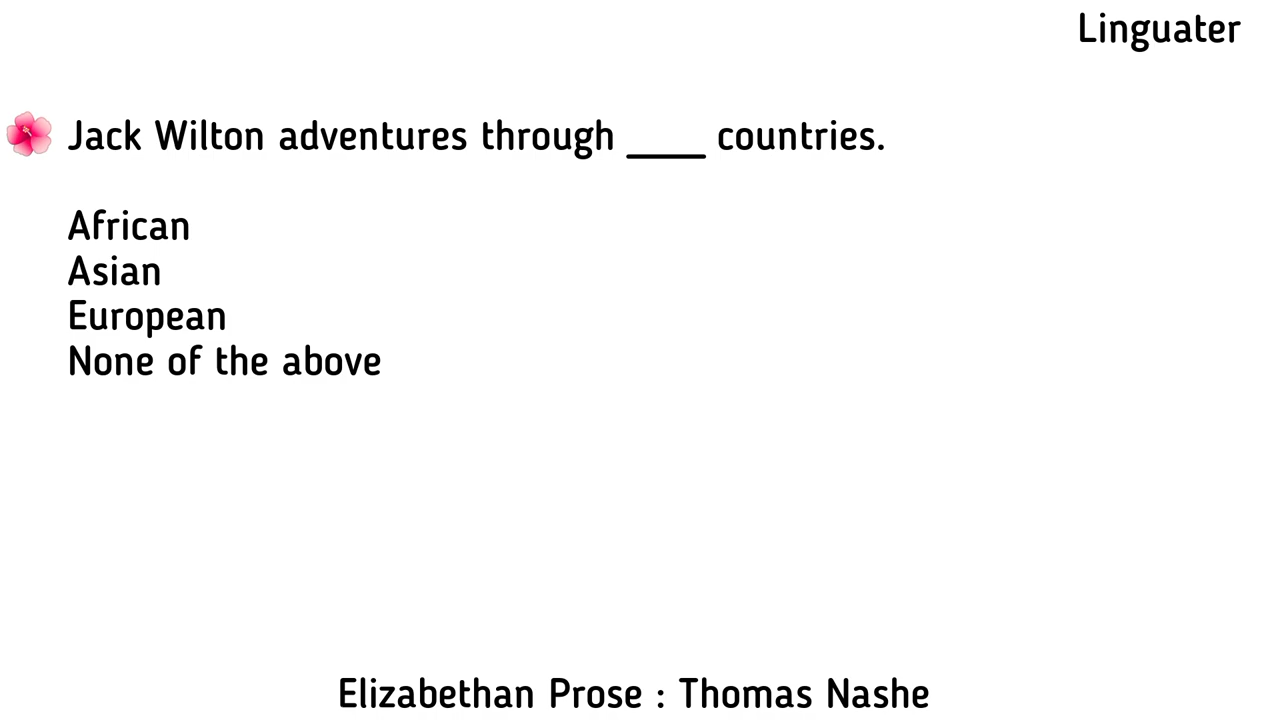 Linguater
Jack Wilton adventures through ____ countries.
African
Asian
European
None of the above
Elizabethan Prose : Thomas Nashe